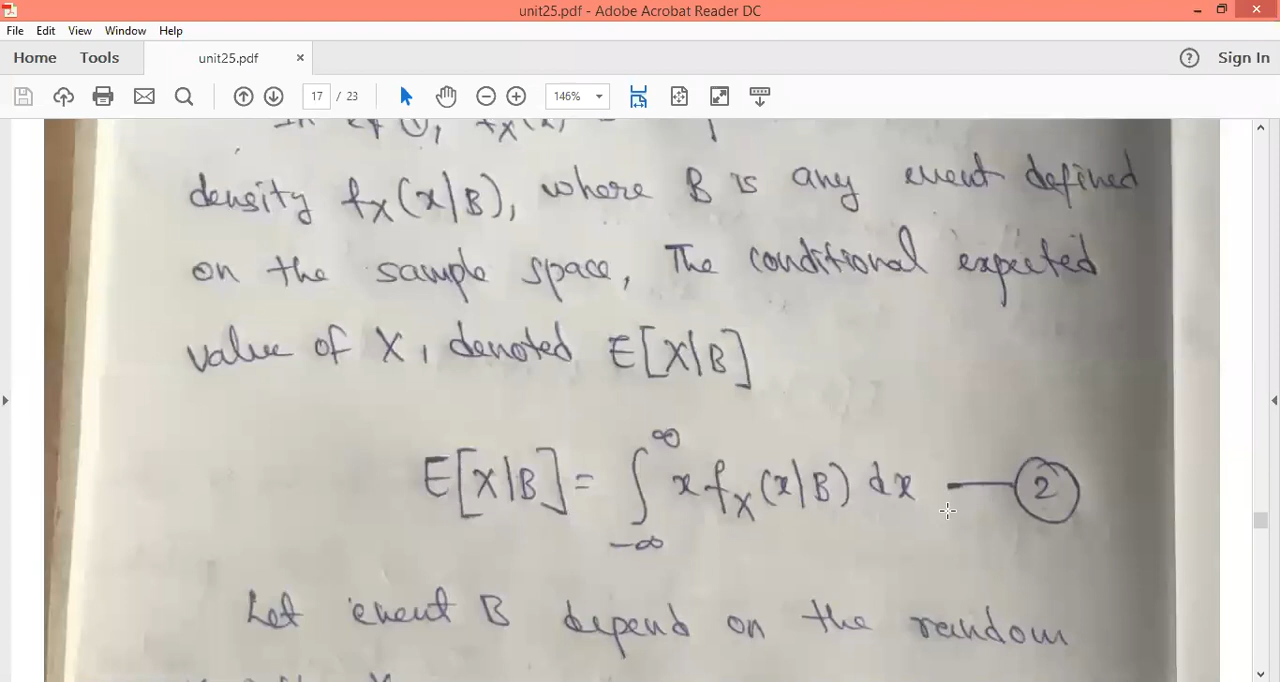 unit25.pdf - Adobe Acrobat Reader DC
File Edit View Window Help
Home Tools unit25.pdf × ? Sign In
17 / 23 146%
density fX(x|B), where B is any event defined
on the sample space, The conditional expected
value of X, denoted E[X|B]
E[X|B] = ∫_{-∞}^{∞} x fX(x|B) dx — ②
Let event B depend on the random